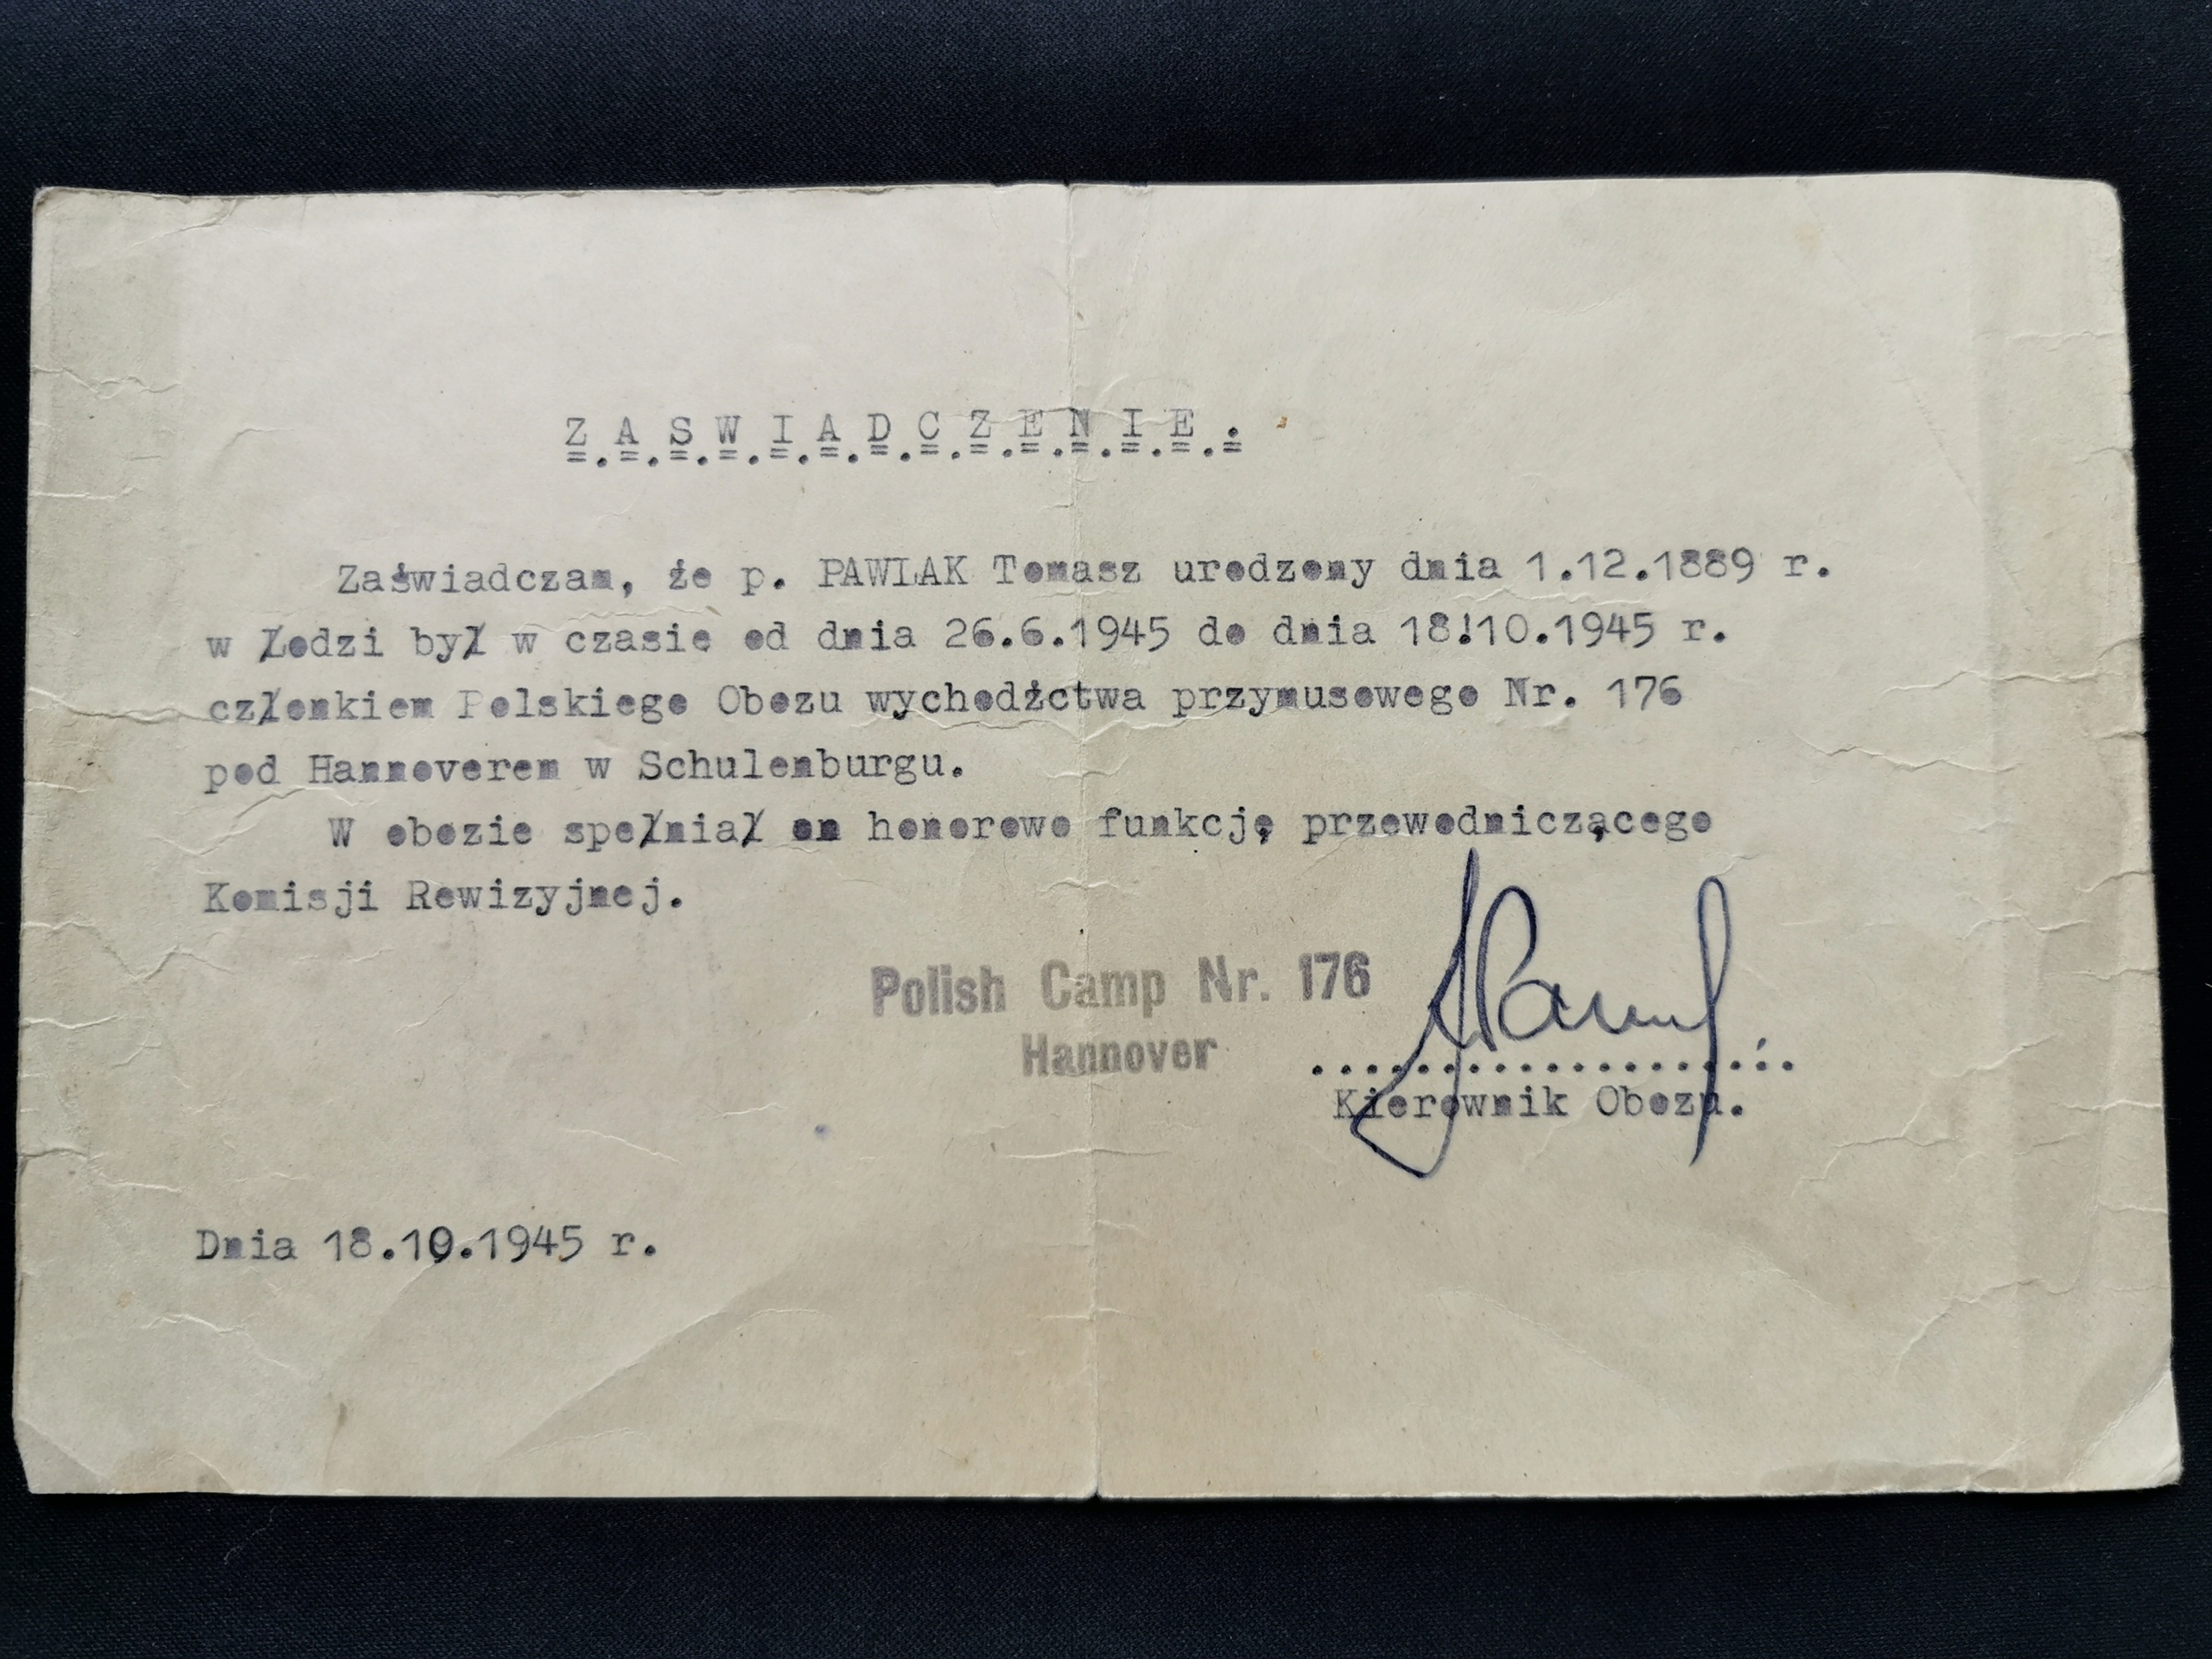 ZASWIADCZENIE.
Zaświadczam, że p. PAWLAK Tomasz urodzony dnia 1.12.1889 r.
w Łodzi był w czasie od dnia 26.6.1945 do dnia 18!10.1945 r.
członkiem Polskiego Obozu wychodźctwa przymusowego Nr. 176
pod Hannoverem w Schulenburgu.
W obozie spełniał on honorowo funkcję przewodniczącego
Komisji Rewizyjnej.
Polish Camp Nr. 176
Hannover
Kierownik Obozu.
Dnia 18.10.1945 r.